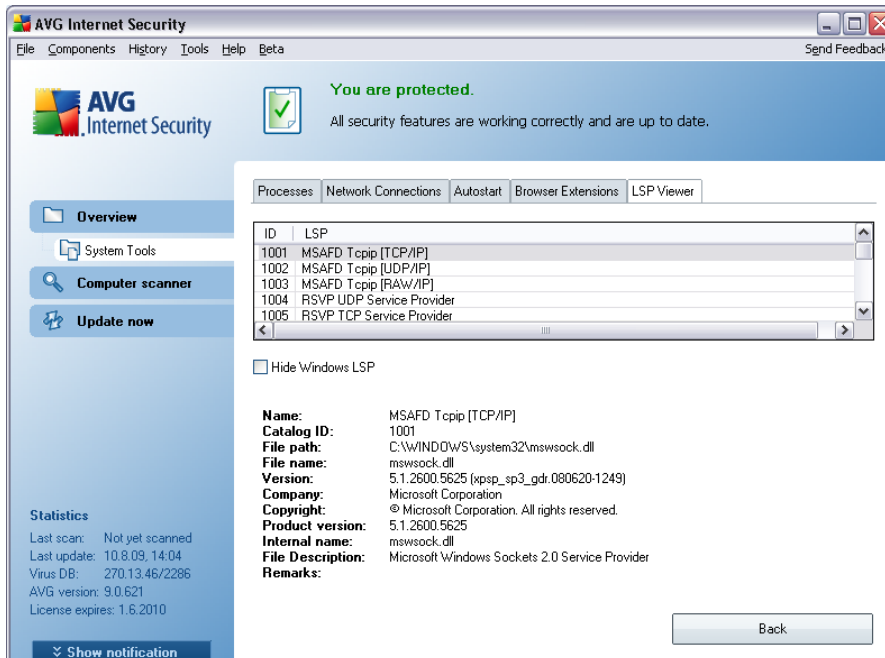 AVG Internet Security
File Components History Tools Help Beta
Send Feedback
AVG
Internet Security
You are protected.
All security features are working correctly and are up to date.
Overview
System Tools
Computer scanner
Update now
Processes Network Connections Autostart Browser Extensions LSP Viewer
ID LSP
1001 MSAFD Tcpip [TCP/IP]
1002 MSAFD Tcpip [UDP/IP]
1003 MSAFD Tcpip [RAW/IP]
1004 RSVP UDP Service Provider
1005 RSVP TCP Service Provider
Hide Windows LSP
Name: MSAFD Tcpip [TCP/IP]
Catalog ID: 1001
File path: C:\WINDOWS\system32\mswsock.dll
File name: mswsock.dll
Version: 5.1.2600.5625 (xpsp_sp3_gdr.080620-1249)
Company: Microsoft Corporation
Copyright: © Microsoft Corporation. All rights reserved.
Product version: 5.1.2600.5625
Internal name: mswsock.dll
File Description: Microsoft Windows Sockets 2.0 Service Provider
Remarks:
Statistics
Last scan: Not yet scanned
Last update: 10.8.09, 14:04
Virus DB: 270.13.46/2286
AVG version: 9.0.621
License expires: 1.6.2010
Show notification
Back